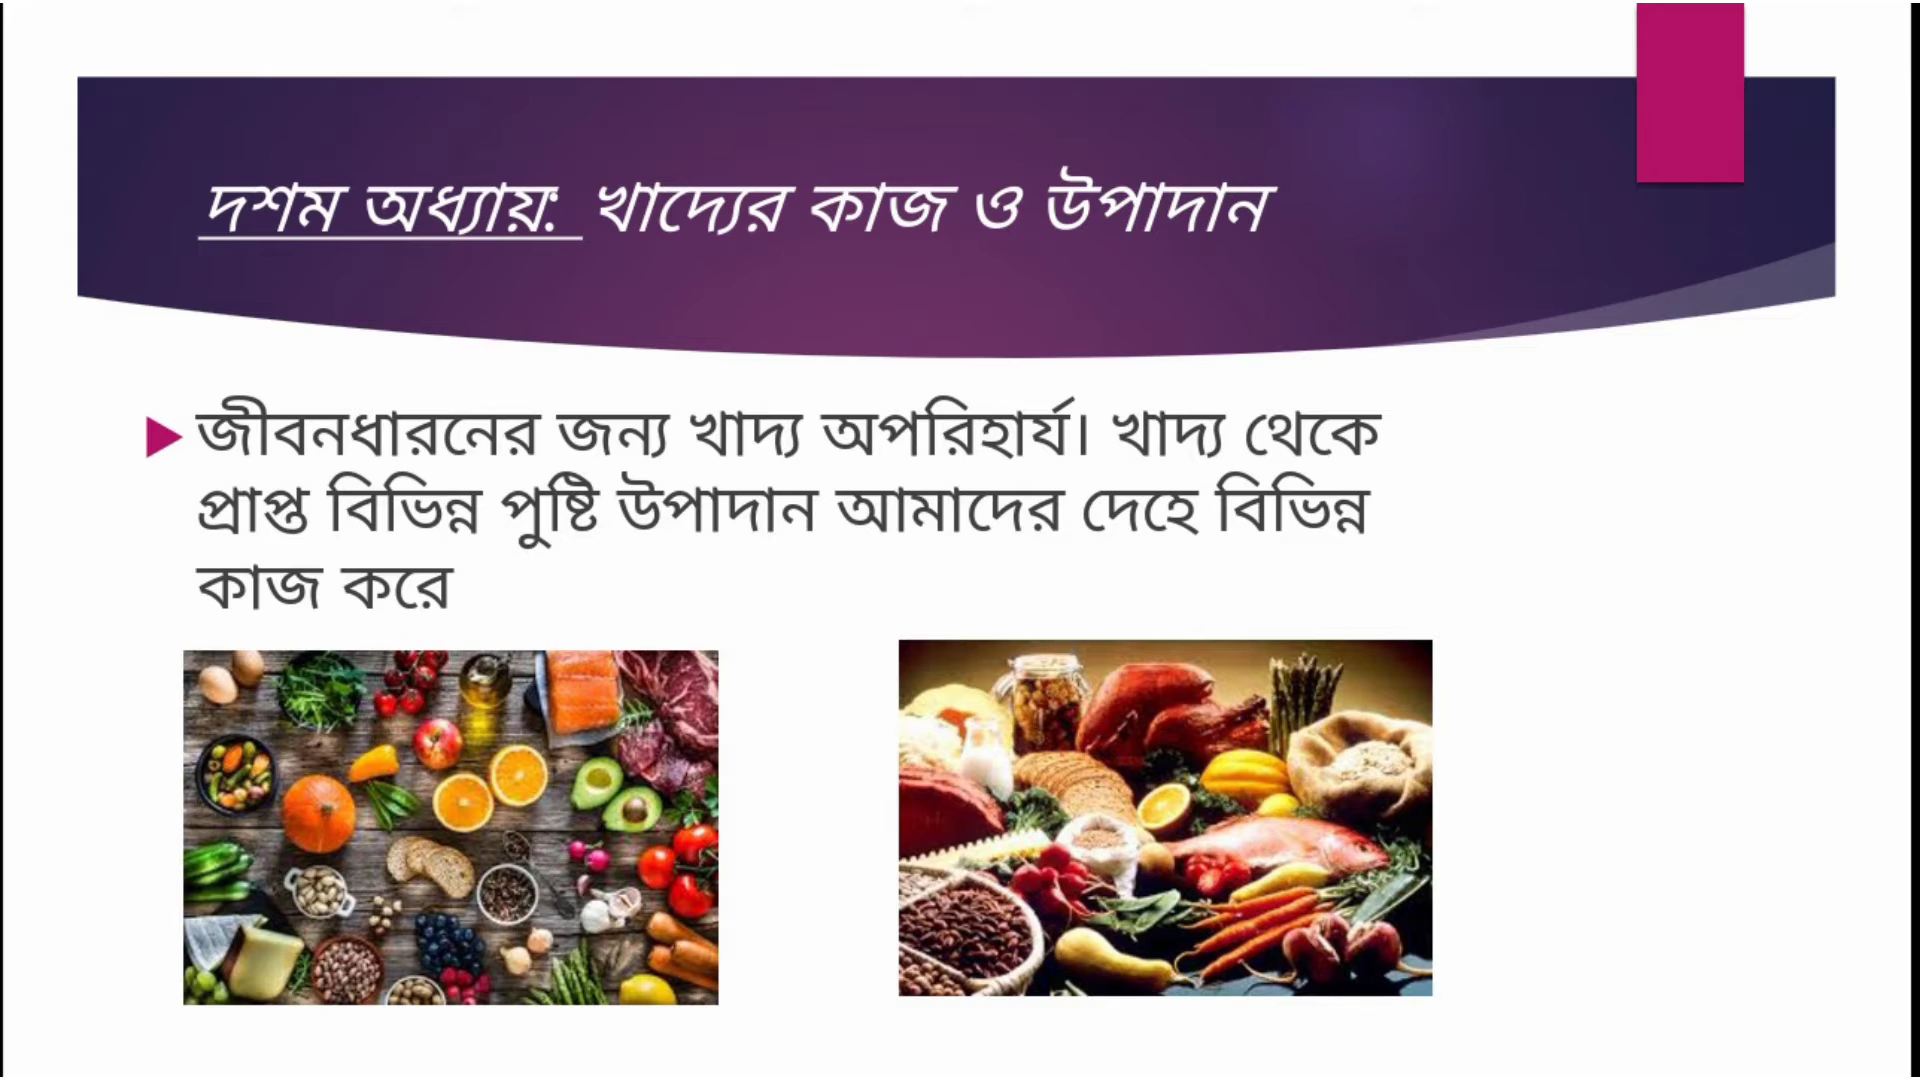 দশম অধ্যায়: খাদ্যের কাজ ও উপাদান
জীবনধারনের জন্য খাদ্য অপরিহার্য। খাদ্য থেকে
প্রাপ্ত বিভিন্ন পুষ্টি উপাদান আমাদের দেহে বিভিন্ন
কাজ করে